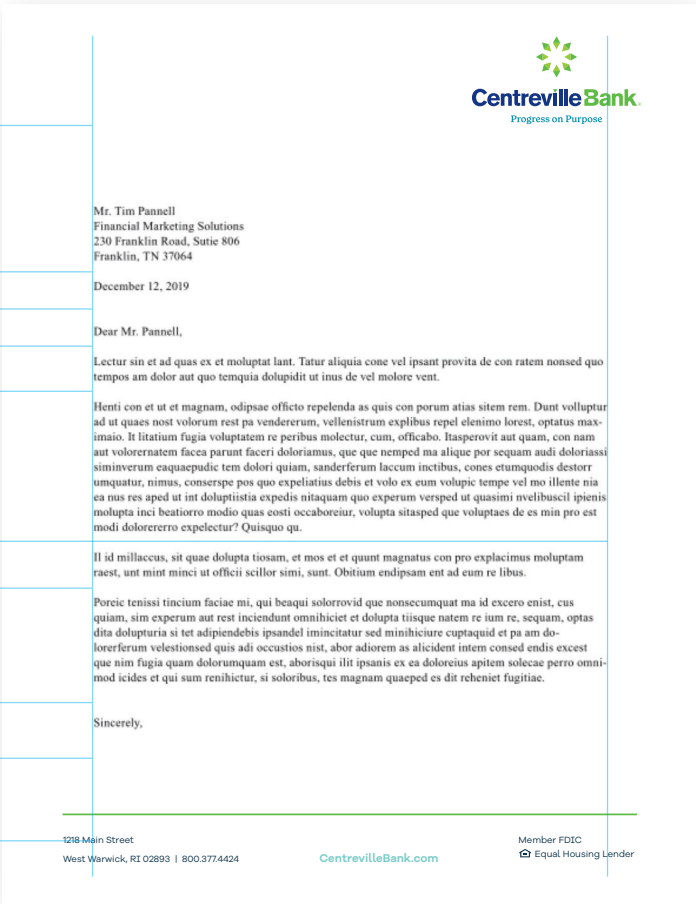 CentrevilleBank®
Progress on Purpose
Mr. Tim Pannell
Financial Marketing Solutions
230 Franklin Road, Sutie 806
Franklin, TN 37064
December 12, 2019
Dear Mr. Pannell,
Lectur sin et ad quas ex et moluptat lant. Tatur aliquia cone vel ipsant provita de con ratem nonsed quo
tempos am dolor aut quo temquia dolupidit ut inus de vel molore vent.
Henti con et ut et magnam, odipsae officto repelenda as quis con porum atias sitem rem. Dunt volluptur
ad ut quaes nost volorum rest pa vendererum, vellenistrum explibus repel elenimo lorest, optatus max-
imaio. It litatium fugia voluptatem re peribus molectur, cum, officabo. Itasperovit aut quam, con nam
aut volorernatem facea parunt faceri doloriamus, que que nemped ma alique por sequam audi doloriassi
siminverum eaquaepudic tem dolori quiam, sanderferum laccum inctibus, cones etumquodis destorr
umquatur, nimus, conserspe pos quo expeliatius debis et volo ex eum volupic tempe vel mo illente nia
ea nus res aped ut int doluptiistia expedis nitaquam quo experum versped ut quasimi nvelibuscil ipienis
molupta inci beatiorro modio quas eosti occaboreiur, volupta sitasped que voluptaes de es min pro est
modi dolorererro expelectur? Quisquo qu.
Il id millaccus, sit quae dolupta tiosam, et mos et et quunt magnatus con pro explacimus moluptam
raest, unt mint minci ut officii scillor simi, sunt. Obitium endipsam ent ad eum re libus.
Poreic tenissi tincium faciae mi, qui beaqui solorrovid que nonsecumquat ma id excero enist, cus
quiam, sim experum aut rest inciendunt omnihiciet et dolupta tiisque natem re ium re, sequam, optas
dita dolupturia si tet adipiendebis ipsandel imincitatur sed minihiciure cuptaquid et pa am do-
lorerferum velestionsed quis adi occustios nist, abor adiorem as alicident intem consed endis excest
que nim fugia quam dolorumquam est, aborisqui ilit ipsanis ex ea doloreius apitem solecae perro omni-
mod icides et qui sum renihictur, si soloribus, tes magnam quaeped es dit reheniet fugitiae.
Sincerely,
1218 Main Street
West Warwick, RI 02893 | 800.377.4424
CentrevilleBank.com
Member FDIC
Equal Housing Lender